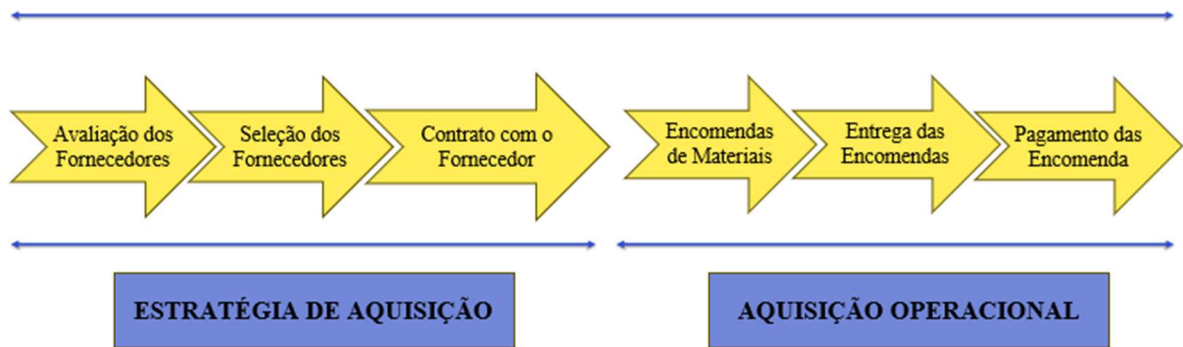 Avaliação dos
Fornecedores
Seleção dos
Fornecedores
Contrato com o
Fornecedor
Encomendas
de Materiais
Entrega das
Encomendas
Pagamento das
Encomenda
ESTRATÉGIA DE AQUISIÇÃO
AQUISIÇÃO OPERACIONAL